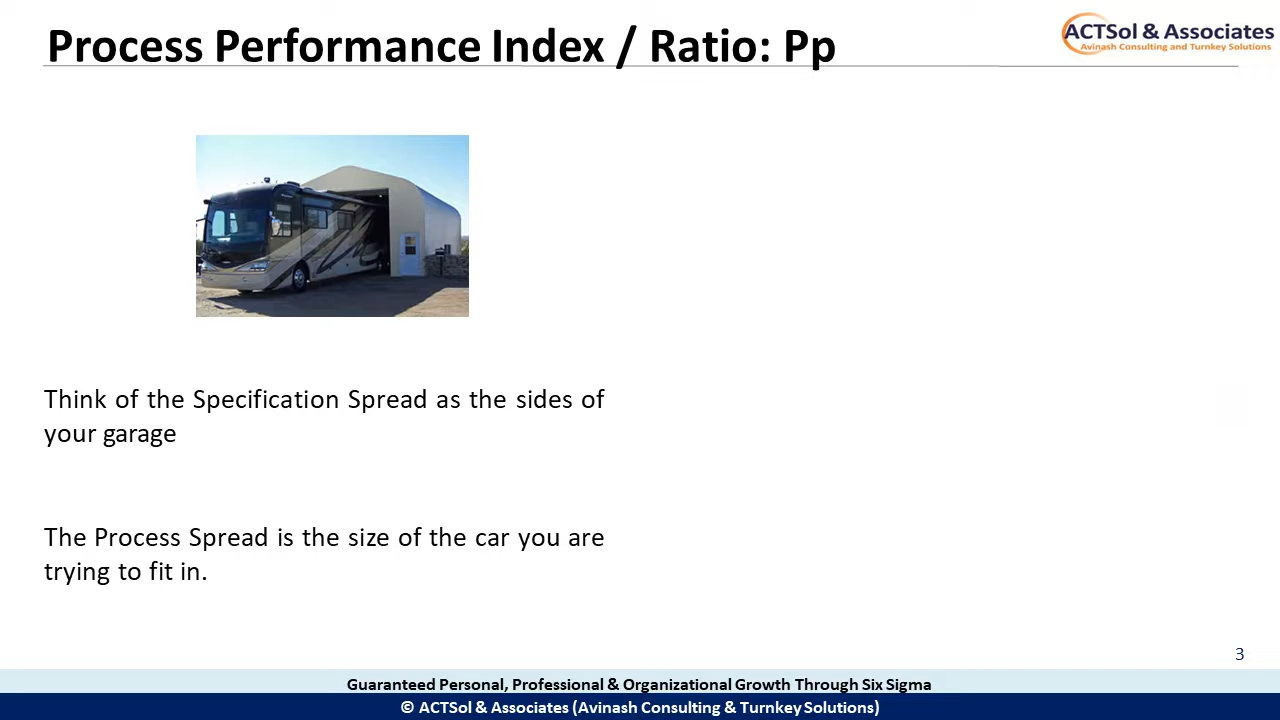 Process Performance Index / Ratio: Pp
ACTSol & Associates
Avinash Consulting and Turnkey Solutions
Think of the Specification Spread as the sides of
your garage
The Process Spread is the size of the car you are
trying to fit in.
3
Guaranteed Personal, Professional & Organizational Growth Through Six Sigma
© ACTSol & Associates (Avinash Consulting & Turnkey Solutions)